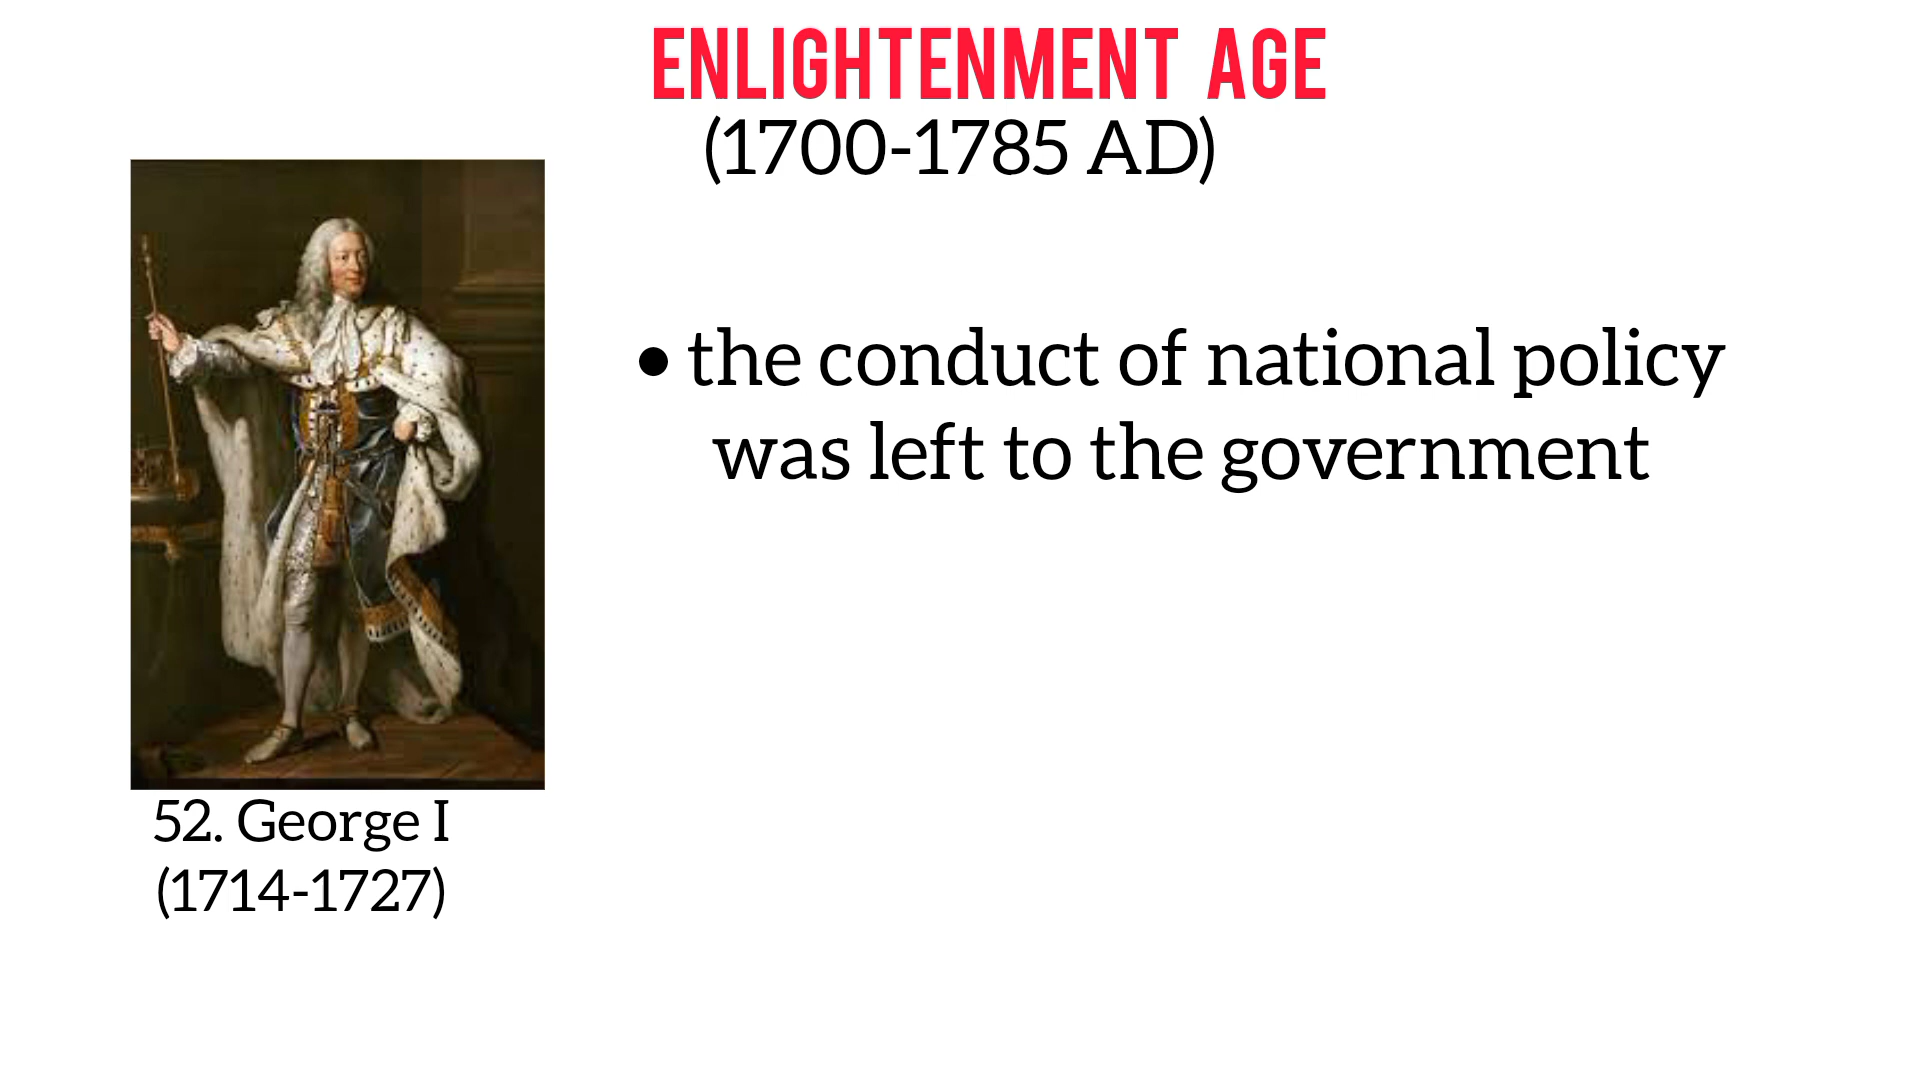 ENLIGHTENMENT AGE
(1700-1785 AD)
• the conduct of national policy
was left to the government
52. George I
(1714-1727)